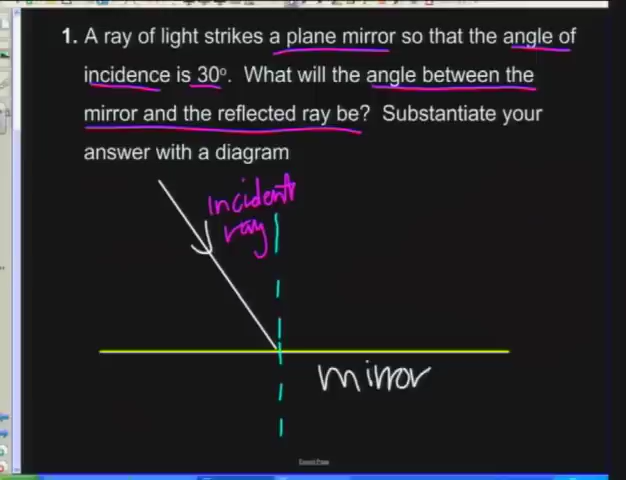 1. A ray of light strikes a plane mirror so that the angle of
incidence is 30°. What will the angle between the
mirror and the reflected ray be? Substantiate your
answer with a diagram
incident
ray
mirror